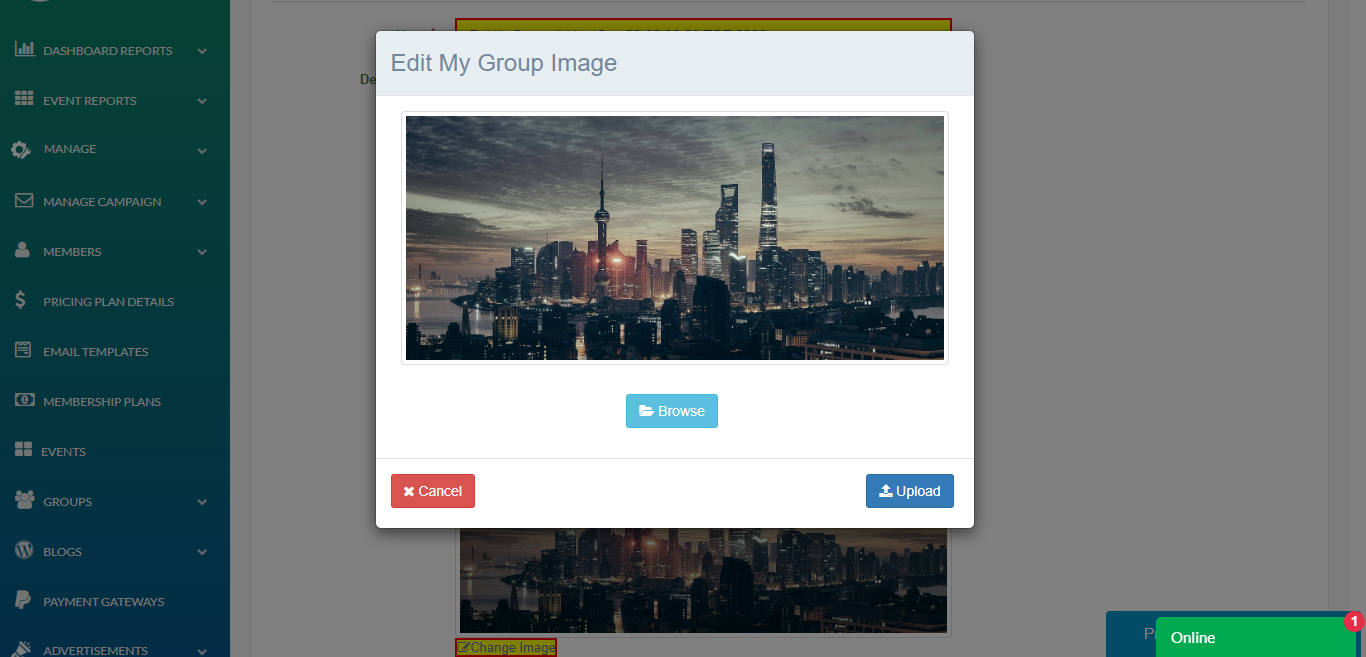 DASHBOARD REPORTS
EVENT REPORTS
MANAGE
MANAGE CAMPAIGN
MEMBERS
PRICING PLAN DETAILS
EMAIL TEMPLATES
MEMBERSHIP PLANS
EVENTS
GROUPS
BLOGS
PAYMENT GATEWAYS
ADVERTISEMENTS
De
Edit My Group Image
Browse
Cancel
Upload
Change Image
Online
1